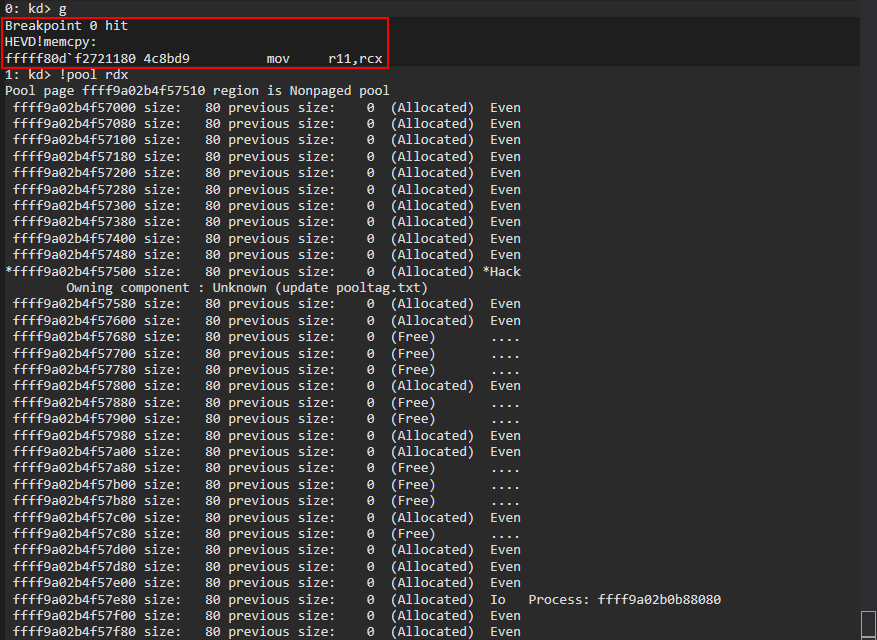 0: kd> g
Breakpoint 0 hit
HEVD!memcpy:
fffff80d`f2721180 4c8bd9          mov     r11,rcx
1: kd> !pool rdx
Pool page ffff9a02b4f57510 region is Nonpaged pool
 ffff9a02b4f57000 size:   80 previous size:    0  (Allocated)  Even
 ffff9a02b4f57080 size:   80 previous size:    0  (Allocated)  Even
 ffff9a02b4f57100 size:   80 previous size:    0  (Allocated)  Even
 ffff9a02b4f57180 size:   80 previous size:    0  (Allocated)  Even
 ffff9a02b4f57200 size:   80 previous size:    0  (Allocated)  Even
 ffff9a02b4f57280 size:   80 previous size:    0  (Allocated)  Even
 ffff9a02b4f57300 size:   80 previous size:    0  (Allocated)  Even
 ffff9a02b4f57380 size:   80 previous size:    0  (Allocated)  Even
 ffff9a02b4f57400 size:   80 previous size:    0  (Allocated)  Even
 ffff9a02b4f57480 size:   80 previous size:    0  (Allocated)  Even
*ffff9a02b4f57500 size:   80 previous size:    0  (Allocated) *Hack
        Owning component : Unknown (update pooltag.txt)
 ffff9a02b4f57580 size:   80 previous size:    0  (Allocated)  Even
 ffff9a02b4f57600 size:   80 previous size:    0  (Allocated)  Even
 ffff9a02b4f57680 size:   80 previous size:    0  (Free)       ....
 ffff9a02b4f57700 size:   80 previous size:    0  (Free)       ....
 ffff9a02b4f57780 size:   80 previous size:    0  (Free)       ....
 ffff9a02b4f57800 size:   80 previous size:    0  (Allocated)  Even
 ffff9a02b4f57880 size:   80 previous size:    0  (Free)       ....
 ffff9a02b4f57900 size:   80 previous size:    0  (Free)       ....
 ffff9a02b4f57980 size:   80 previous size:    0  (Allocated)  Even
 ffff9a02b4f57a00 size:   80 previous size:    0  (Allocated)  Even
 ffff9a02b4f57a80 size:   80 previous size:    0  (Free)       ....
 ffff9a02b4f57b00 size:   80 previous size:    0  (Free)       ....
 ffff9a02b4f57b80 size:   80 previous size:    0  (Free)       ....
 ffff9a02b4f57c00 size:   80 previous size:    0  (Allocated)  Even
 ffff9a02b4f57c80 size:   80 previous size:    0  (Free)       ....
 ffff9a02b4f57d00 size:   80 previous size:    0  (Allocated)  Even
 ffff9a02b4f57d80 size:   80 previous size:    0  (Allocated)  Even
 ffff9a02b4f57e00 size:   80 previous size:    0  (Allocated)  Even
 ffff9a02b4f57e80 size:   80 previous size:    0  (Allocated)  Io   Process: ffff9a02b0b88080
 ffff9a02b4f57f00 size:   80 previous size:    0  (Allocated)  Even
 ffff9a02b4f57f80 size:   80 previous size:    0  (Allocated)  Even